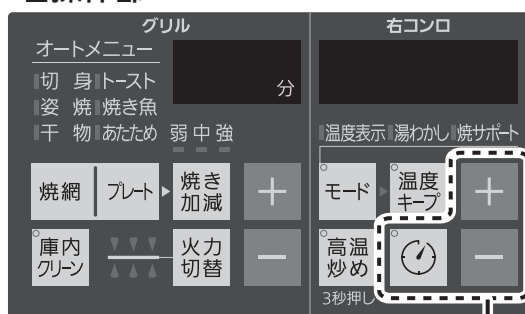 グリル
オートメニュー
切 身 トースト
姿 焼 焼き魚
干 物 あたため
分
弱 中 強
焼網
プレート
焼き
加減
+
庫内
クリーン
火力
切替
−
右コンロ
温度表示 湯わかし 焼サポート
モード
温度
キープ
+
高温
炒め
−
3秒押し